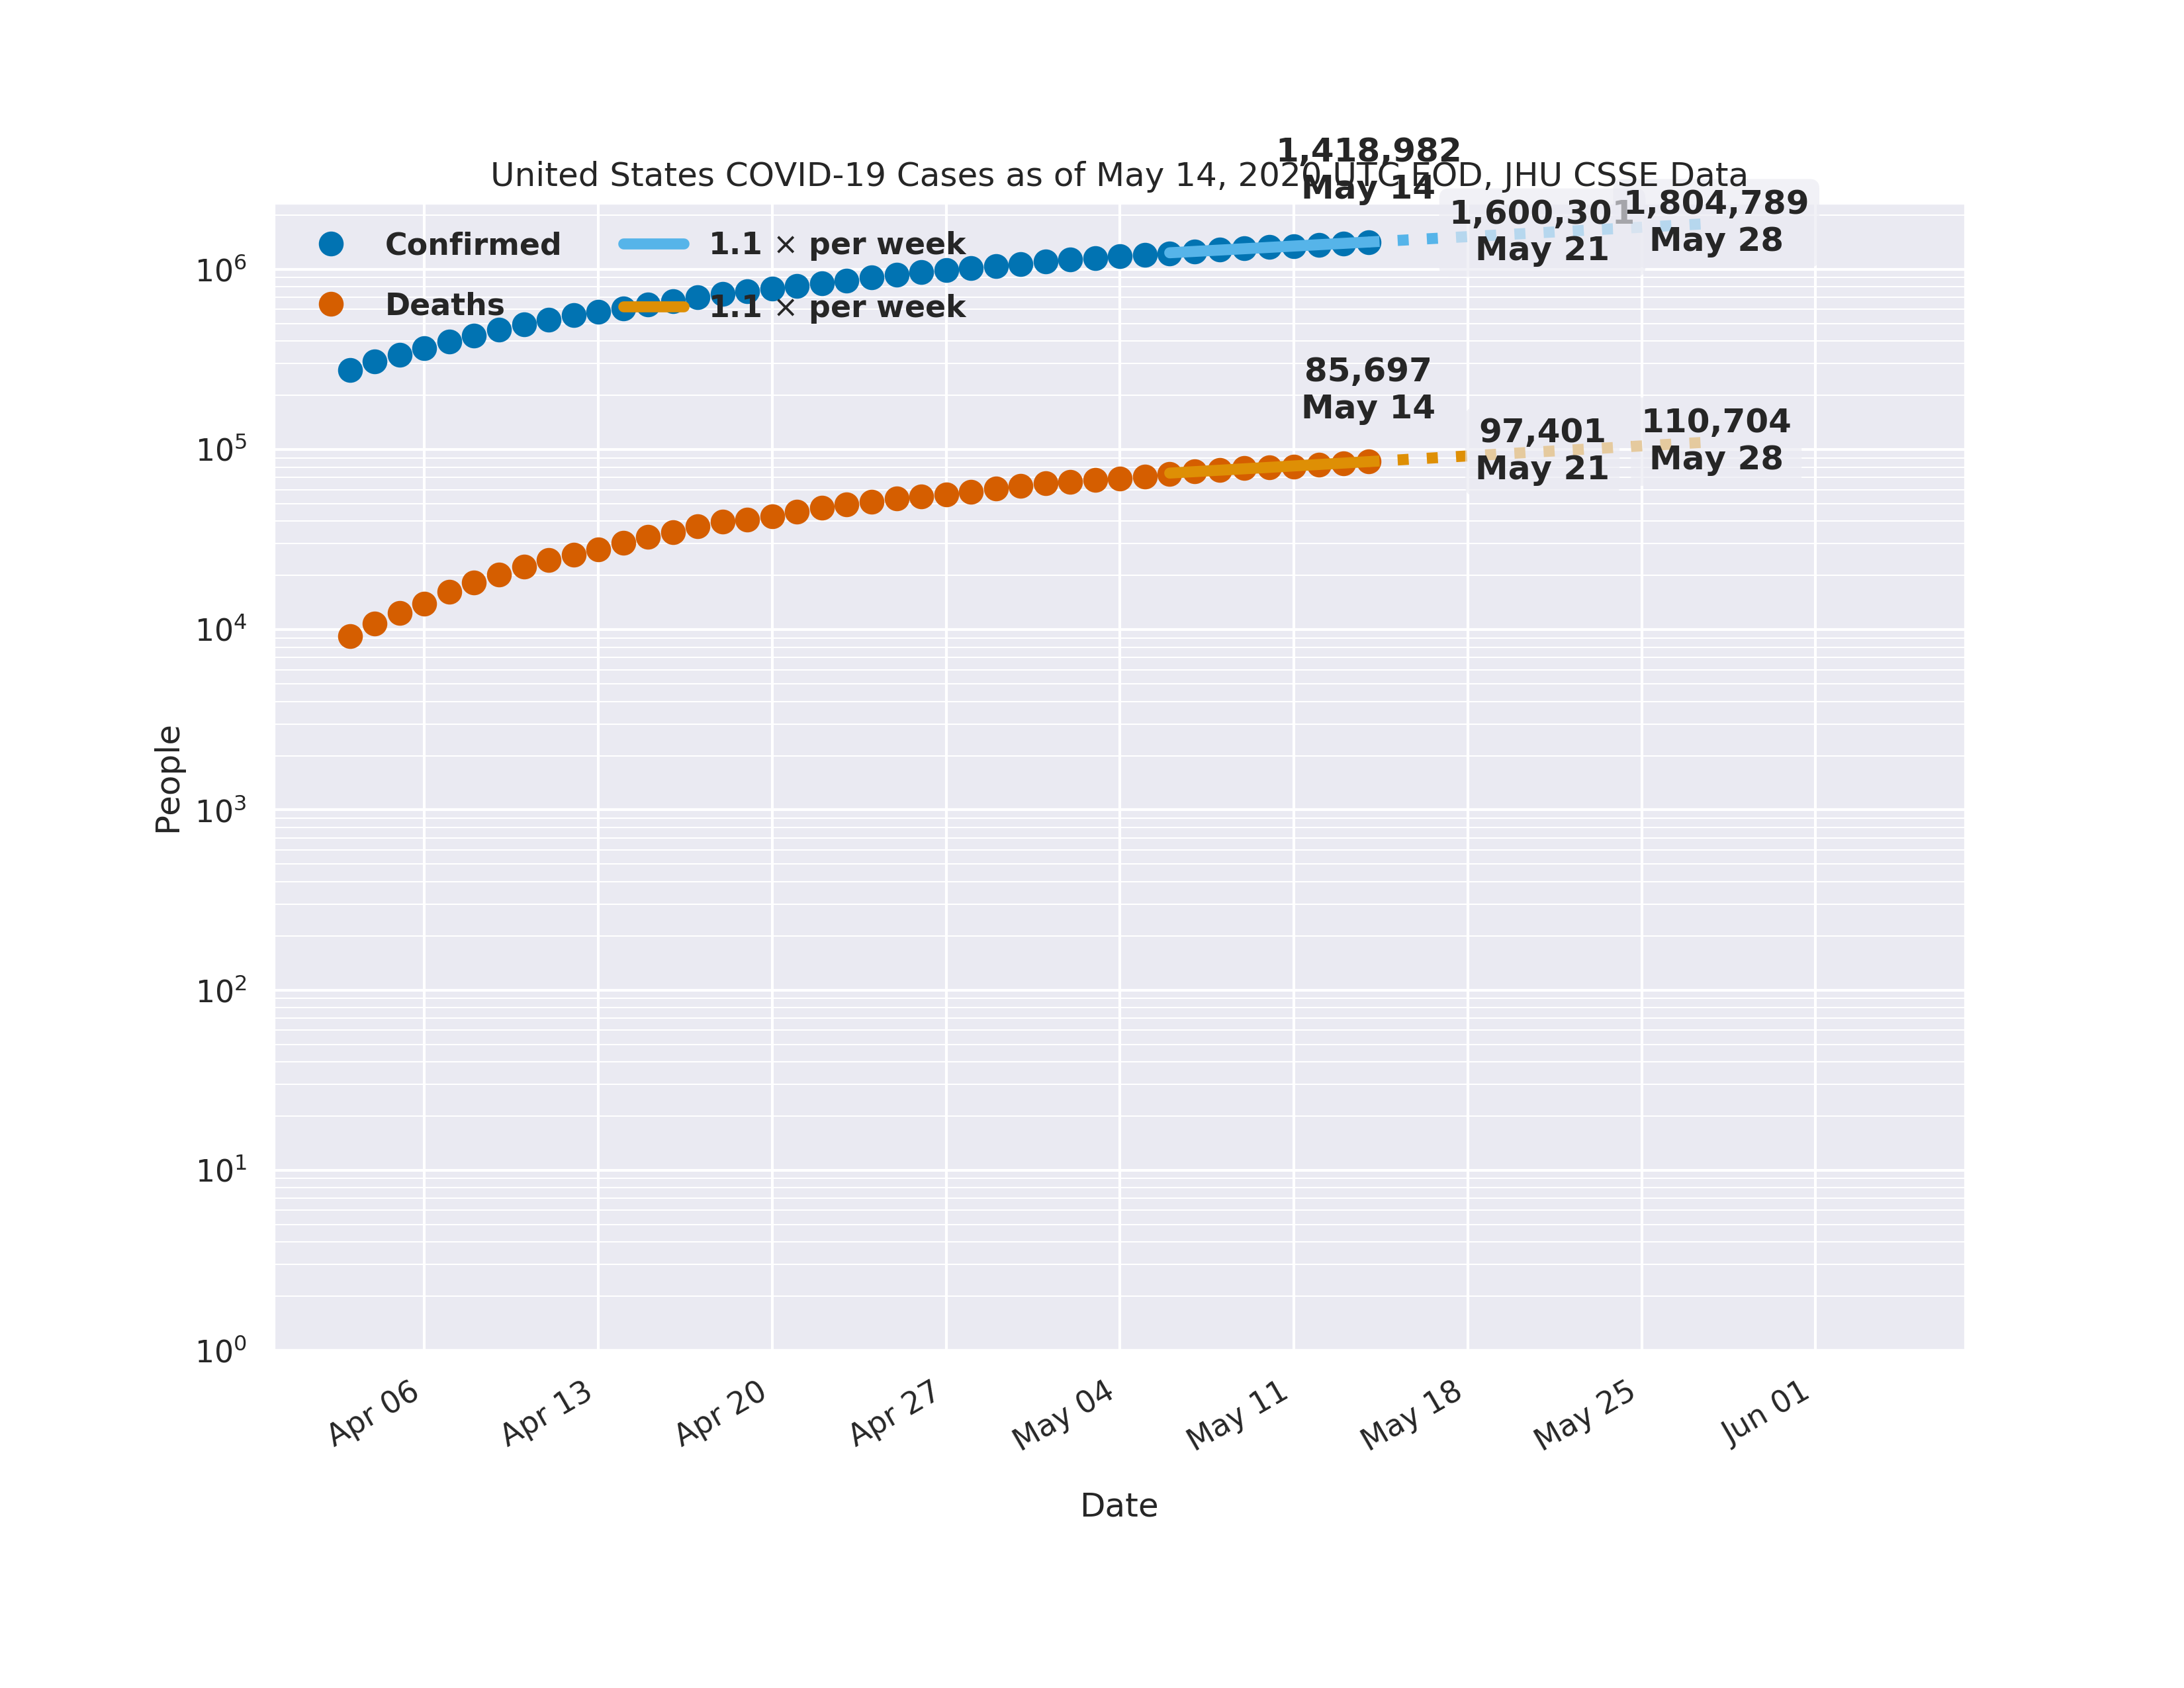 1,418,982
May 14
United States COVID-19 Cases as of May 14, 2020 UTC EOD, JHU CSSE Data
1,600,301
May 21
1,804,789
May 28
Confirmed
Deaths
1.1 × per week
1.1 × per week
85,697
May 14
97,401
May 21
110,704
May 28
People
10⁶
10⁵
10⁴
10³
10²
10¹
10⁰
Apr 06
Apr 13
Apr 20
Apr 27
May 04
May 11
May 18
May 25
Jun 01
Date